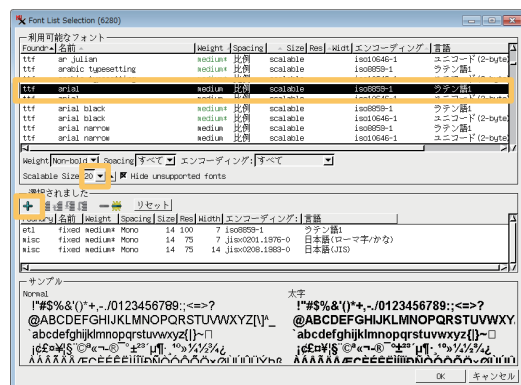 Font List Selection (6280)
利用可能なフォント
Foundr 名前 Weight Spacing Size Res Widt エンコーディング 言語
ttf ar julian medium* 比例 scalable iso10646-1 ユニコード(2-byte)
ttf arabic typesetting medium* 比例 scalable iso8859-1 ラテン語1
ttf arial medium 比例 scalable iso8859-1 ラテン語1
ttf arial black medium* 比例 scalable iso8859-1 ラテン語1
ttf arial black medium* 比例 scalable iso10646-1 ユニコード(2-byte
ttf arial narrow medium 比例 scalable iso8859-1 ラテン語1
ttf arial narrow medium 比例 scalable iso10646-1 ユニコード(2-byte
Weight Non-bold Spacing すべて エンコーディング: すべて
Scalable Size 20 Hide unsupported fonts
選択されました
リセット
Foundry 名前 Weight Spacing Size Res Width エンコーディング: 言語
etl fixed medium* Mono 14 100 7 iso8859-1 ラテン語1
misc fixed medium* Mono 14 75 7 jisx0201.1976-0 日本語(ローマ字/かな)
misc fixed medium* Mono 14 75 14 jisx0208.1983-0 日本語(JIS)
サンプル
Normal 太字
!"#$%&'()*+,-./0123456789:;<=>? !"#$%&'()*+,-./0123456789:;<=>?
@ABCDEFGHIJKLMNOPQRSTUVWXYZ[\]^_ @ABCDEFGHIJKLMNOPQRSTUVWXY
`abcdefghijklmnopqrstuvwxyz{|}~□ `abcdefghijklmnopqrstuvwxyz{|}~□
OK キャンセル